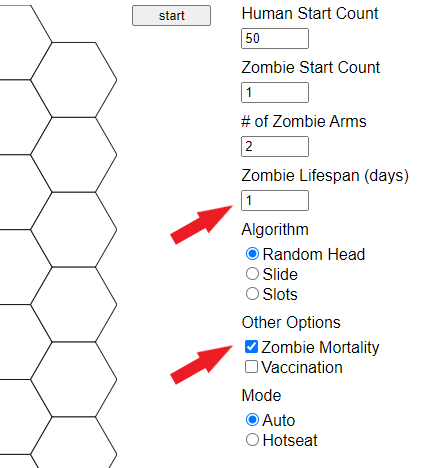 start
Human Start Count
50
Zombie Start Count
1
# of Zombie Arms
2
Zombie Lifespan (days)
1
Algorithm
Random Head
Slide
Slots
Other Options
Zombie Mortality
Vaccination
Mode
Auto
Hotseat